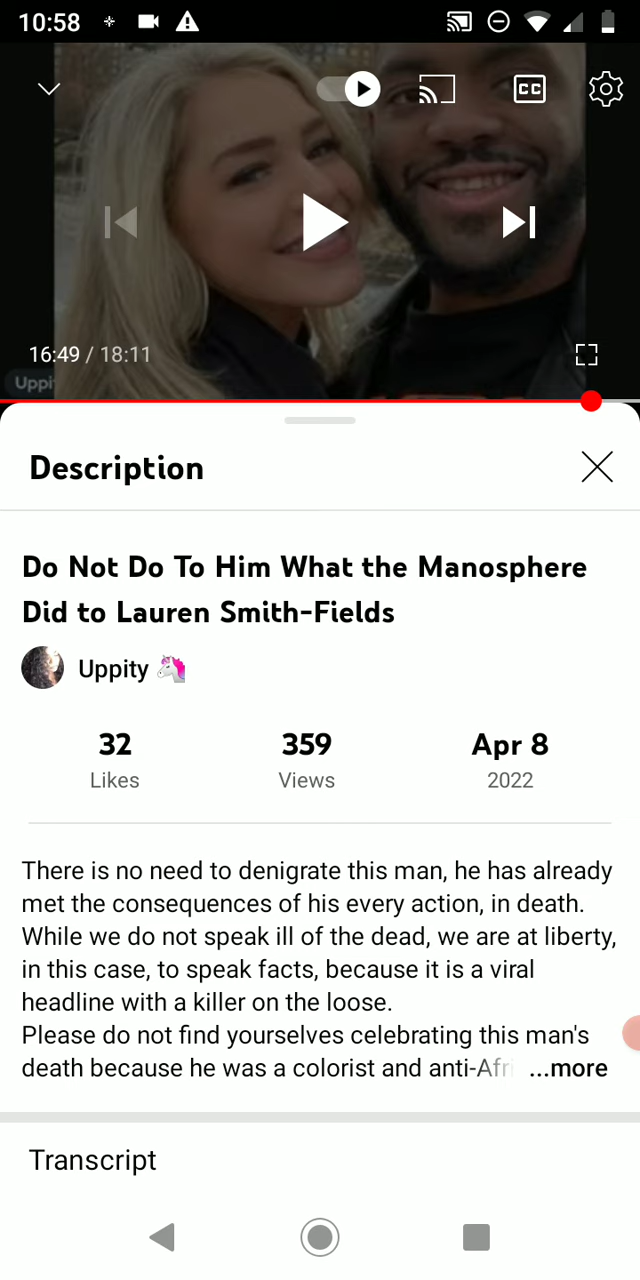 10:58
CC
16:49 / 18:11
Uppi
Description
Do Not Do To Him What the Manosphere
Did to Lauren Smith-Fields
Uppity 🦄
32
Likes
359
Views
Apr 8
2022
There is no need to denigrate this man, he has already
met the consequences of his every action, in death.
While we do not speak ill of the dead, we are at liberty,
in this case, to speak facts, because it is a viral
headline with a killer on the loose.
Please do not find yourselves celebrating this man's
death because he was a colorist and anti-Afri ...more
Transcript